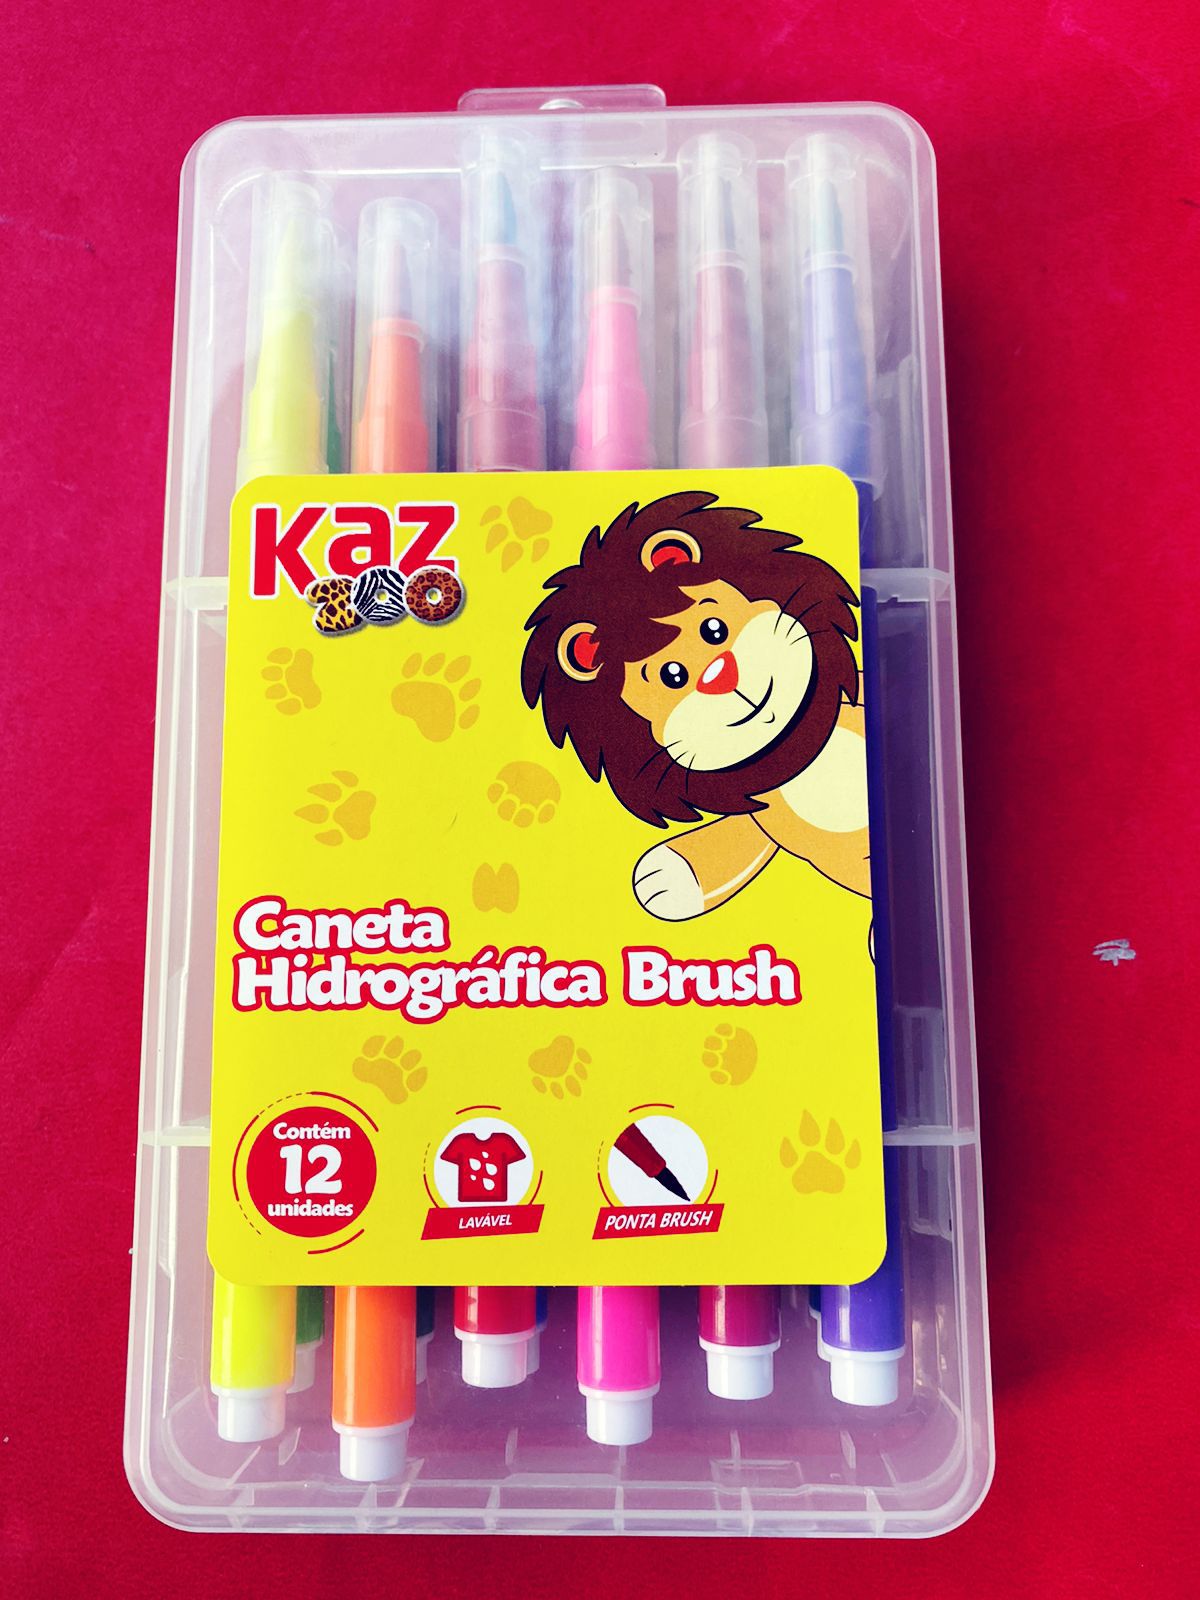 Kaz
ZOO
Caneta
Hidrográfica Brush
Contém
12
unidades
LAVÁVEL
PONTA BRUSH